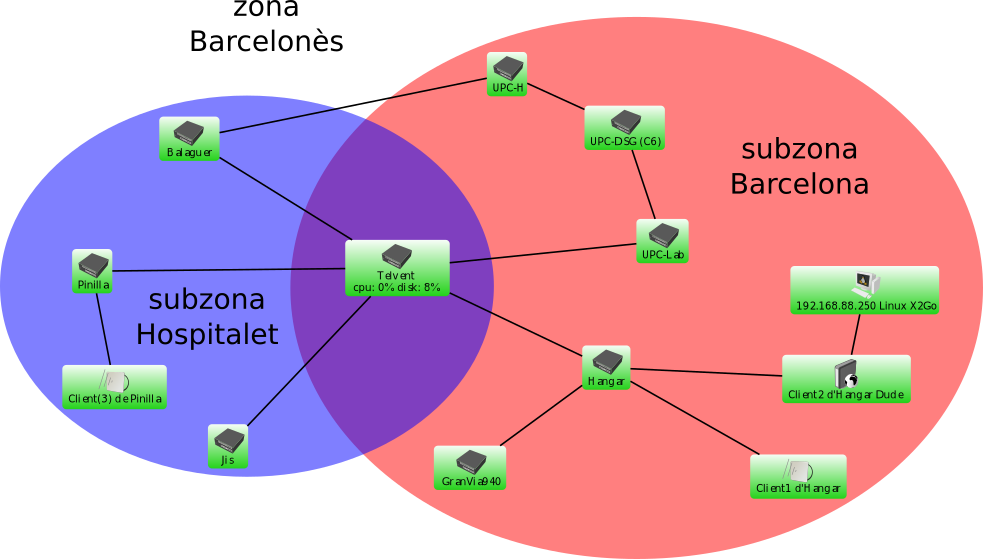 zona
Barcelonès
UPC-H
UPC-DSG (C6)
subzona
Barcelona
Balaguer
UPC-Lab
Telvent
cpu: 0% disk: 8%
Pinilla
subzona
Hospitalet
192.168.88.250 Linux X2Go
Hangar
Client2 d'Hangar Dude
Client(3) de Pinilla
Jis
GranVia940
Client1 d'Hangar